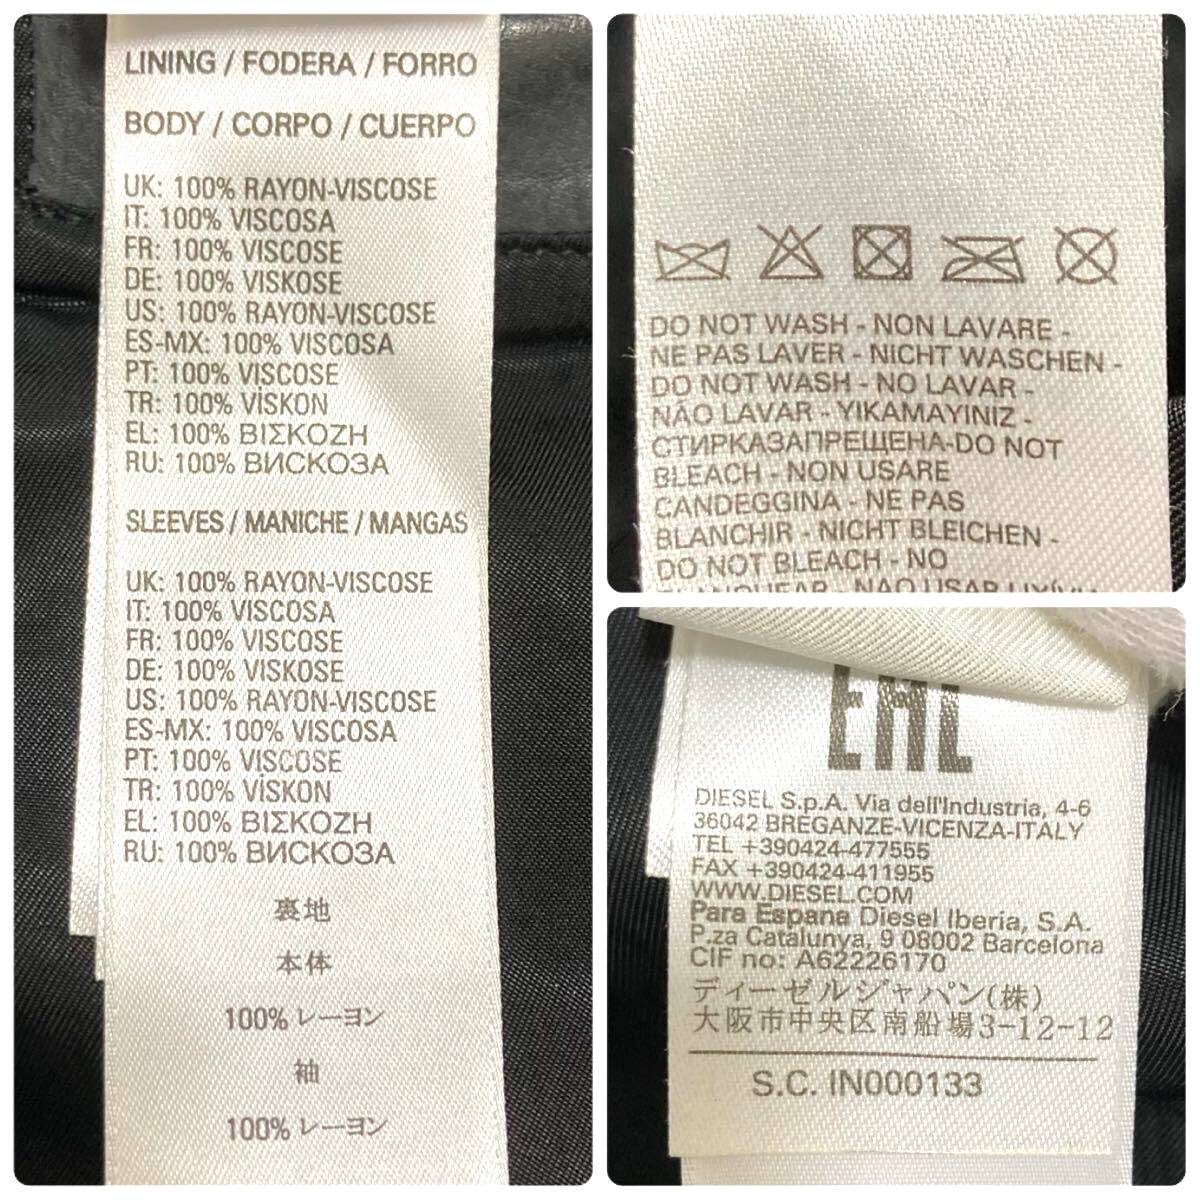 LINING / FODERA / FORRO
BODY / CORPO / CUERPO
UK: 100% RAYON-VISCOSE
IT: 100% VISCOSA
FR: 100% VISCOSE
DE: 100% VISKOSE
US: 100% RAYON-VISCOSE
ES-MX: 100% VISCOSA
PT: 100% VISCOSE
TR: 100% VİSKON
EL: 100% ΒΙΣΚΟΖΗ
RU: 100% ВИСКОЗА
SLEEVES / MANICHE / MANGAS
UK: 100% RAYON-VISCOSE
IT: 100% VISCOSA
FR: 100% VISCOSE
DE: 100% VISKOSE
US: 100% RAYON-VISCOSE
ES-MX: 100% VISCOSA
PT: 100% VISCOSE
TR: 100% VİSKON
EL: 100% ΒΙΣΚΟΖΗ
RU: 100% ВИСКОЗА
裏地
本体
100% レーヨン
袖
100% レーヨン
DO NOT WASH - NON LAVARE -
NE PAS LAVER - NICHT WASCHEN -
DO NOT WASH - NO LAVAR -
NÃO LAVAR - YIKAMAYINIZ -
СТИРКАЗАПРЕЩЕНА-DO NOT
BLEACH - NON USARE
CANDEGGINA - NE PAS
BLANCHIR - NICHT BLEICHEN -
DO NOT BLEACH - NO
BLANQUEAR - NAO USAR
EAC
DIESEL S.p.A. Via dell'Industria, 4-6
36042 BREGANZE-VICENZA-ITALY
TEL +390424-477555
FAX +390424-411955
WWW.DIESEL.COM
Para Espana Diesel Iberia, S.A.
P.za Catalunya, 9 08002 Barcelona
CIF no: A62226170
ディーゼルジャパン(株)
大阪市中央区南船場3-12-12
S.C. IN000133